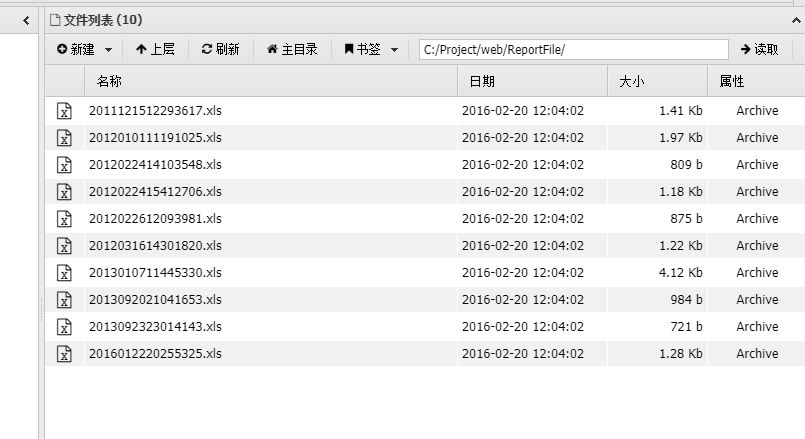 文件列表 (10)
新建 上层 刷新 主目录 书签 C:/Project/web/ReportFile/ 读取
名称 日期 大小 属性
2011121512293617.xls 2016-02-20 12:04:02 1.41 Kb Archive
2012010111191025.xls 2016-02-20 12:04:02 1.97 Kb Archive
2012022414103548.xls 2016-02-20 12:04:02 809 b Archive
2012022415412706.xls 2016-02-20 12:04:02 1.18 Kb Archive
2012022612093981.xls 2016-02-20 12:04:02 875 b Archive
2012031614301820.xls 2016-02-20 12:04:02 1.22 Kb Archive
2013010711445330.xls 2016-02-20 12:04:02 4.12 Kb Archive
2013092021041653.xls 2016-02-20 12:04:02 984 b Archive
2013092323014143.xls 2016-02-20 12:04:02 721 b Archive
2016012220255325.xls 2016-02-20 12:04:02 1.28 Kb Archive